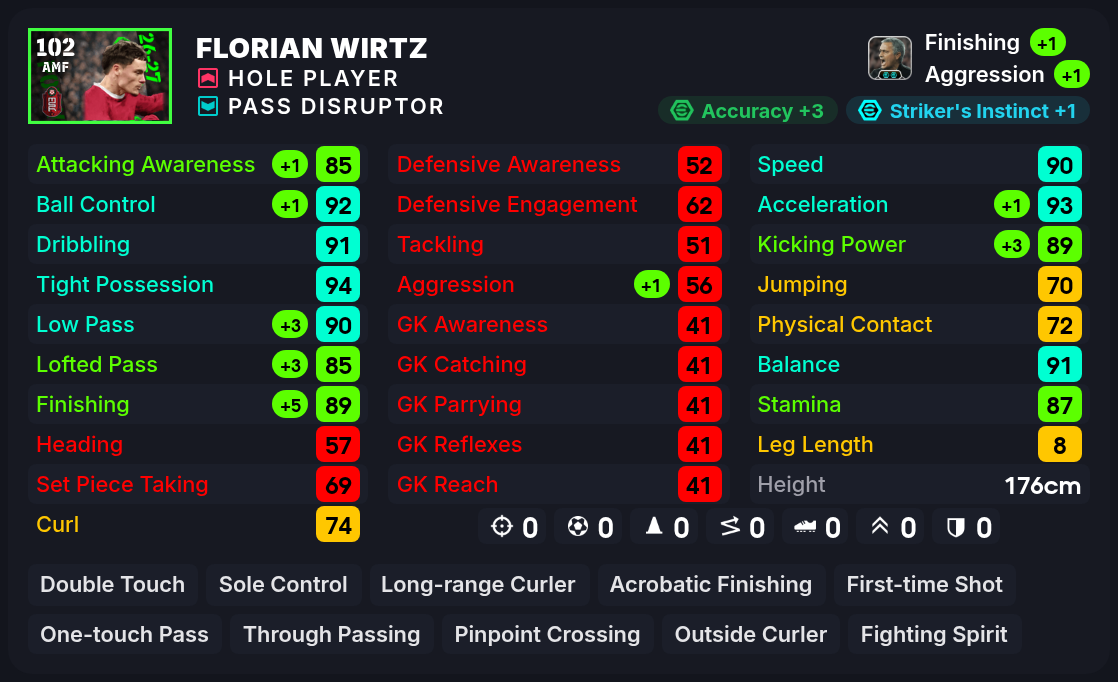 102
AMF
26-27
FLORIAN WIRTZ
HOLE PLAYER
PASS DISRUPTOR
Finishing +1
Aggression +1
Accuracy +3 Striker's Instinct +1
Attacking Awareness +1 85
Ball Control +1 92
Dribbling 91
Tight Possession 94
Low Pass +3 90
Lofted Pass +3 85
Finishing +5 89
Heading 57
Set Piece Taking 69
Curl 74
Defensive Awareness 52
Defensive Engagement 62
Tackling 51
Aggression +1 56
GK Awareness 41
GK Catching 41
GK Parrying 41
GK Reflexes 41
GK Reach 41
Speed 90
Acceleration +1 93
Kicking Power +3 89
Jumping 70
Physical Contact 72
Balance 91
Stamina 87
Leg Length 8
Height 176cm
0 0 0 0 0 0 0
Double Touch Sole Control Long-range Curler Acrobatic Finishing First-time Shot
One-touch Pass Through Passing Pinpoint Crossing Outside Curler Fighting Spirit